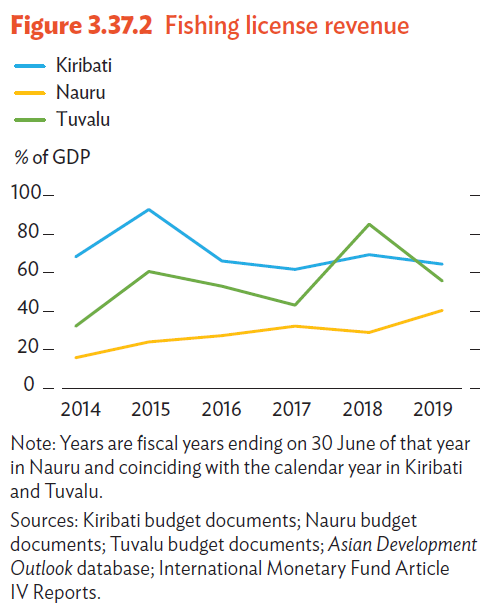 Figure 3.37.2 Fishing license revenue
Kiribati
Nauru
Tuvalu
% of GDP
100
80
60
40
20
0
2014 2015 2016 2017 2018 2019
Note: Years are fiscal years ending on 30 June of that year
in Nauru and coinciding with the calendar year in Kiribati
and Tuvalu.
Sources: Kiribati budget documents; Nauru budget
documents; Tuvalu budget documents; Asian Development
Outlook database; International Monetary Fund Article
IV Reports.